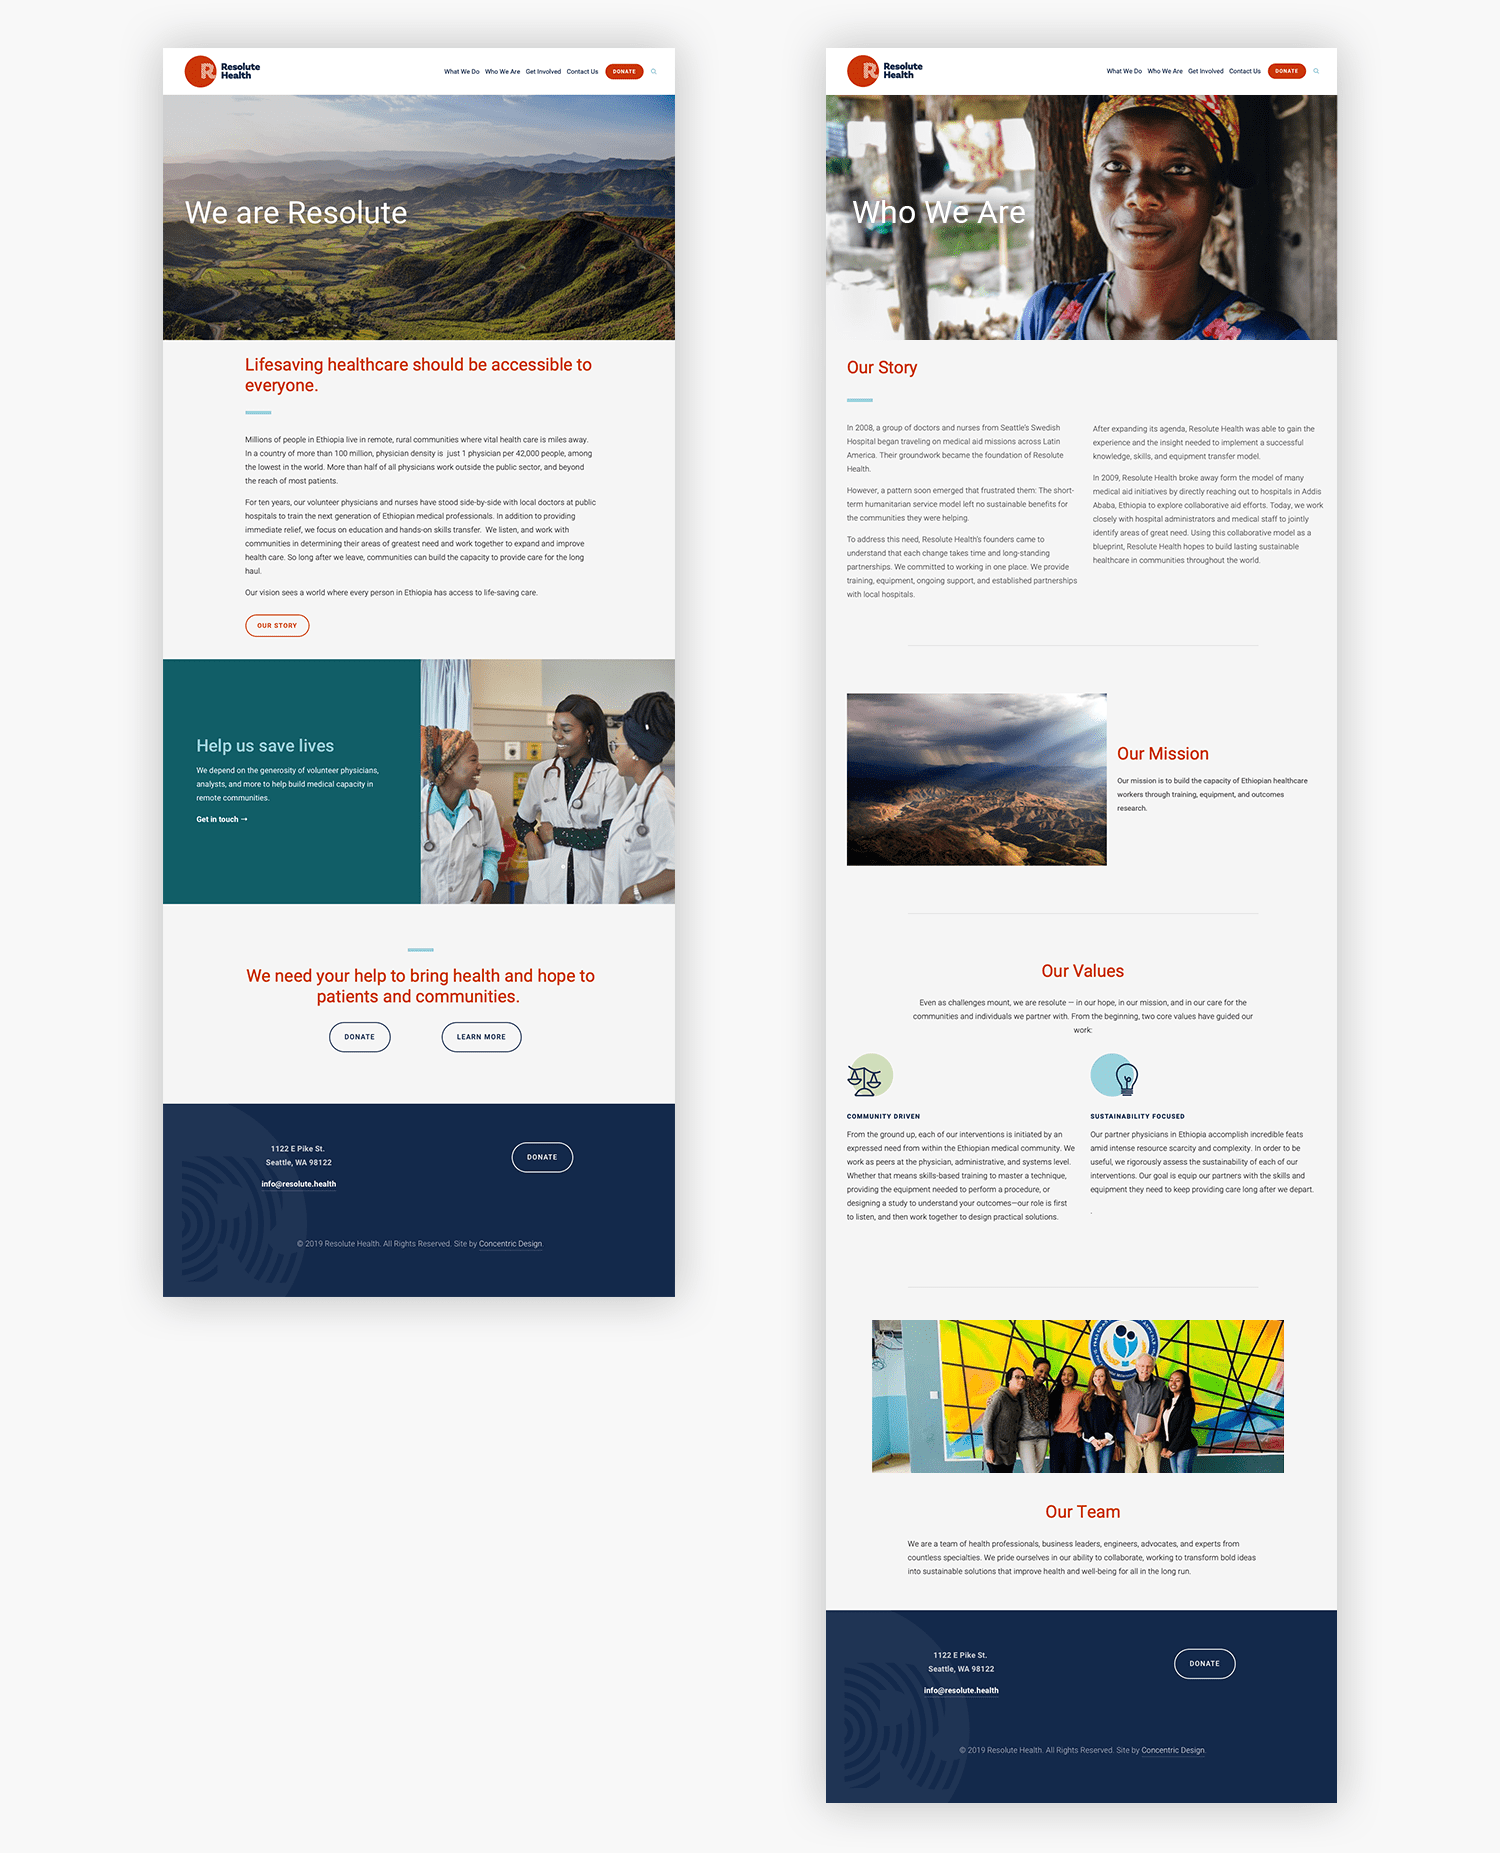 Resolute
Health
What We Do Who We Are Get Involved Contact Us DONATE
We are Resolute
Lifesaving healthcare should be accessible to
everyone.
Millions of people in Ethiopia live in remote, rural communities where vital health care is miles away.
In a country of more than 100 million, physician density is just 1 physician per 42,000 people, among
the lowest in the world. More than half of all physicians work outside the public sector, and beyond
the reach of most patients.
For ten years, our volunteer physicians and nurses have stood side-by-side with local doctors at public
hospitals to train the next generation of Ethiopian medical professionals. In addition to providing
immediate relief, we focus on education and hands-on skills transfer. We listen, and work with
communities in determining their areas of greatest need and work together to expand and improve
health care. So long after we leave, communities can build the capacity to provide care for the long
haul.
Our vision sees a world where every person in Ethiopia has access to life-saving care.
OUR STORY
Help us save lives
We depend on the generosity of volunteer physicians,
analysts, and more to help build medical capacity in
remote communities.
Get in touch →
We need your help to bring health and hope to
patients and communities.
DONATE LEARN MORE
1122 E Pike St.
Seattle, WA 98122
info@resolute.health
DONATE
© 2019 Resolute Health. All Rights Reserved. Site by Concentric Design.
Resolute
Health
What We Do Who We Are Get Involved Contact Us DONATE
Who We Are
Our Story
In 2008, a group of doctors and nurses from Seattle's Swedish
Hospital began traveling on medical aid missions across Latin
America. Their groundwork became the foundation of Resolute
Health.
However, a pattern soon emerged that frustrated them: The short-
term humanitarian service model left no sustainable benefits for
the communities they were helping.
To address this need, Resolute Health's founders came to
understand that each change takes time and long-standing
partnerships. We committed to working in one place. We provide
training, equipment, ongoing support, and established partnerships
with local hospitals.
After expanding its agenda, Resolute Health was able to gain the
experience and the insight needed to implement a successful
knowledge, skills, and equipment transfer model.
In 2009, Resolute Health broke away form the model of many
medical aid initiatives by directly reaching out to hospitals in Addis
Ababa, Ethiopia to explore collaborative aid efforts. Today, we work
closely with hospital administrators and medical staff to jointly
identify areas of great need. Using this collaborative model as a
blueprint, Resolute Health hopes to build lasting sustainable
healthcare in communities throughout the world.
Our Mission
Our mission is to build the capacity of Ethiopian healthcare
workers through training, equipment, and outcomes
research.
Our Values
Even as challenges mount, we are resolute — in our hope, in our mission, and in our care for the
communities and individuals we partner with. From the beginning, two core values have guided our
work:
COMMUNITY DRIVEN
From the ground up, each of our interventions is initiated by an
expressed need from within the Ethiopian medical community. We
work as peers at the physician, administrative, and systems level.
Whether that means skills-based training to master a technique,
providing the equipment needed to perform a procedure, or
designing a study to understand your outcomes—our role is first
to listen, and then work together to design practical solutions.
SUSTAINABILITY FOCUSED
Our partner physicians in Ethiopia accomplish incredible feats
amid intense resource scarcity and complexity. In order to be
useful, we rigorously assess the sustainability of each of our
interventions. Our goal is equip our partners with the skills and
equipment they need to keep providing care long after we depart.
.
Our Team
We are a team of health professionals, business leaders, engineers, advocates, and experts from
countless specialties. We pride ourselves in our ability to collaborate, working to transform bold ideas
into sustainable solutions that improve health and well-being for all in the long run.
1122 E Pike St.
Seattle, WA 98122
info@resolute.health
DONATE
© 2019 Resolute Health. All Rights Reserved. Site by Concentric Design.